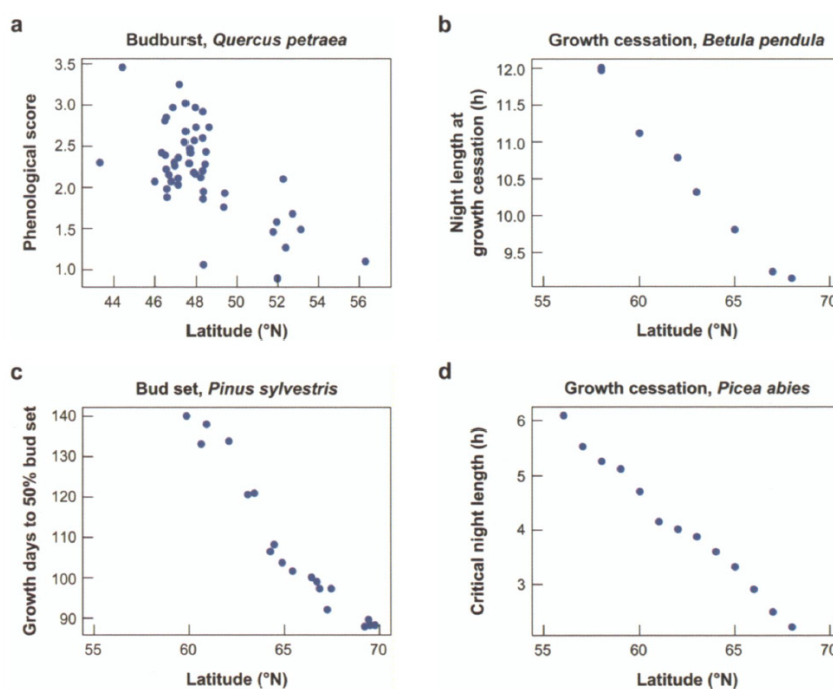 a
Budburst, Quercus petraea
Phenological score
3.5
3.0
2.5
2.0
1.5
1.0
44 46 48 50 52 54 56
Latitude (°N)
b
Growth cessation, Betula pendula
Night length at
growth cessation (h)
12.0
11.5
11.0
10.5
10.0
9.5
55 60 65 70
Latitude (°N)
c
Bud set, Pinus sylvestris
Growth days to 50% bud set
140
130
120
110
100
90
55 60 65 70
Latitude (°N)
d
Growth cessation, Picea abies
Critical night length (h)
6
5
4
3
55 60 65 70
Latitude (°N)